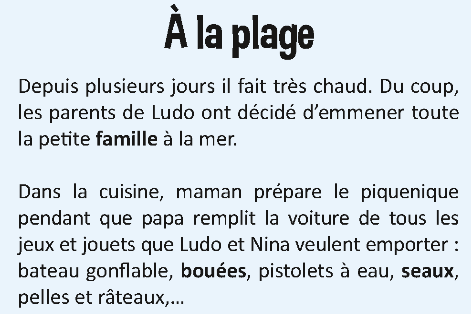 À la plage
Depuis plusieurs jours il fait très chaud. Du coup,
les parents de Ludo ont décidé d'emmener toute
la petite famille à la mer.
Dans la cuisine, maman prépare le piquenique
pendant que papa remplit la voiture de tous les
jeux et jouets que Ludo et Nina veulent emporter :
bateau gonflable, bouées, pistolets à eau, seaux,
pelles et râteaux,...